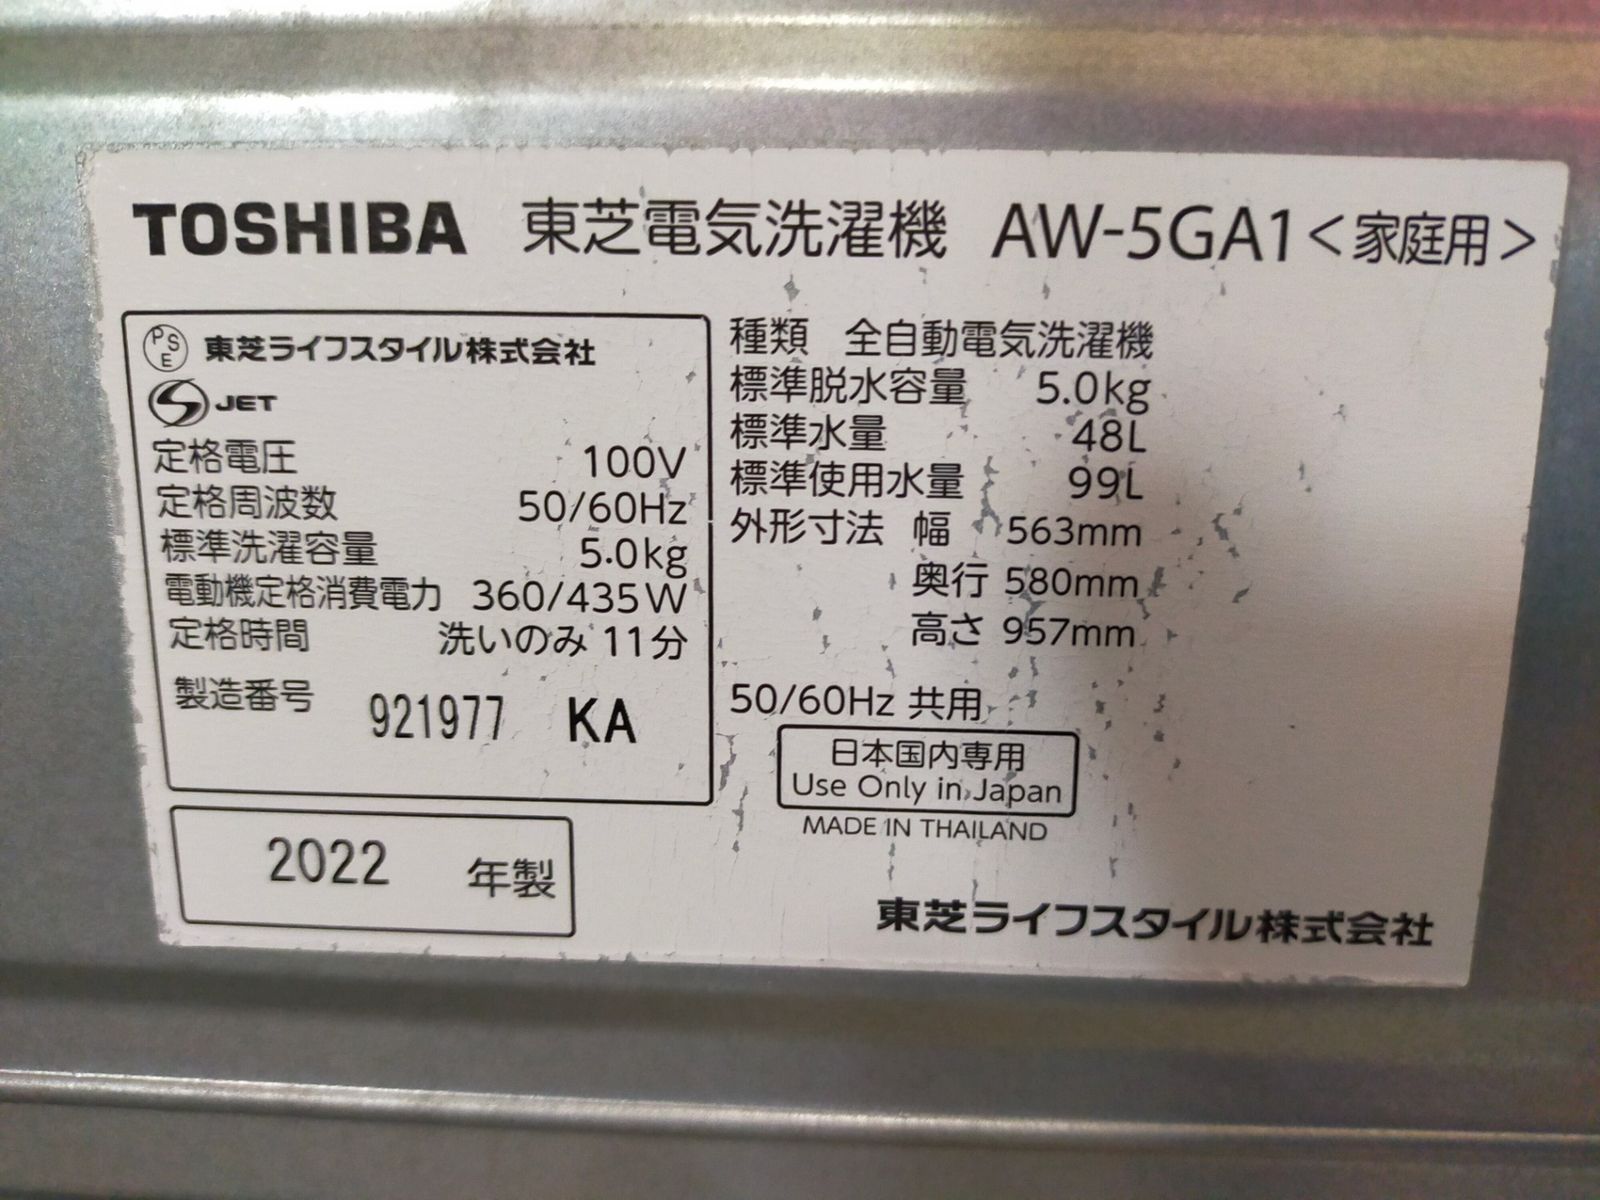 TOSHIBA 東芝電気洗濯機 AW-5GA1<家庭用>
PSE 東芝ライフスタイル株式会社
S JET
定格電圧 100V
定格周波数 50/60Hz
標準洗濯容量 5.0kg
電動機定格消費電力 360/435W
定格時間 洗いのみ 11分
製造番号 921977 KA
2022 年製
種類 全自動電気洗濯機
標準脱水容量 5.0kg
標準水量 48L
標準使用水量 99L
外形寸法 幅 563mm
奥行 580mm
高さ 957mm
50/60Hz 共用
日本国内専用
Use Only in Japan
MADE IN THAILAND
東芝ライフスタイル株式会社